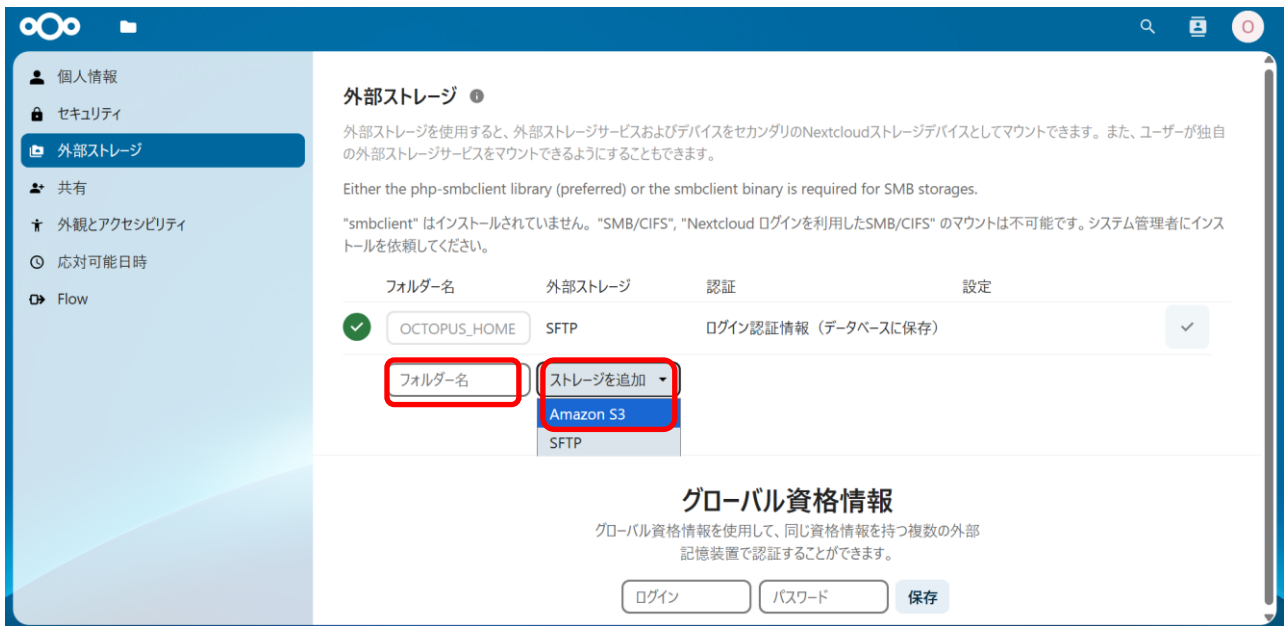 O
個人情報
セキュリティ
外部ストレージ
共有
外観とアクセシビリティ
応対可能日時
Flow
外部ストレージ
外部ストレージを使用すると、外部ストレージサービスおよびデバイスをセカンダリのNextcloudストレージデバイスとしてマウントできます。また、ユーザーが独自
の外部ストレージサービスをマウントできるようにすることもできます。
Either the php-smbclient library (preferred) or the smbclient binary is required for SMB storages.
"smbclient" はインストールされていません。"SMB/CIFS", "Nextcloud ログインを利用したSMB/CIFS" のマウントは不可能です。システム管理者にインス
トールを依頼してください。
フォルダー名 外部ストレージ 認証 設定
OCTOPUS_HOME SFTP ログイン認証情報（データベースに保存）
フォルダー名 ストレージを追加
Amazon S3
SFTP
グローバル資格情報
グローバル資格情報を使用して、同じ資格情報を持つ複数の外部
記憶装置で認証することができます。
ログイン パスワード 保存